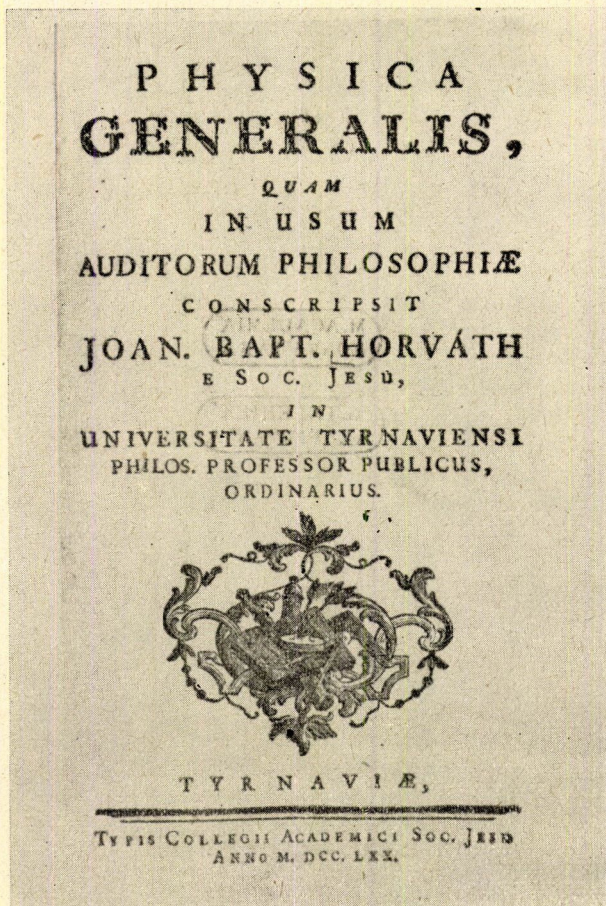 PHYSICA
GENERALIS,
QUAM
IN USUM
AUDITORUM PHILOSOPHIÆ
CONSCRIPSIT
JOAN. BAPT. HORVÁTH
E SOC. JESU,
IN
UNIVERSITATE TYRNAVIENSI
PHILOS. PROFESSOR PUBLICUS,
ORDINARIUS.
TYRNAVIÆ,
TYPIS COLLEGII ACADEMICI SOC. JESU
ANNO M. DCC. LXX.